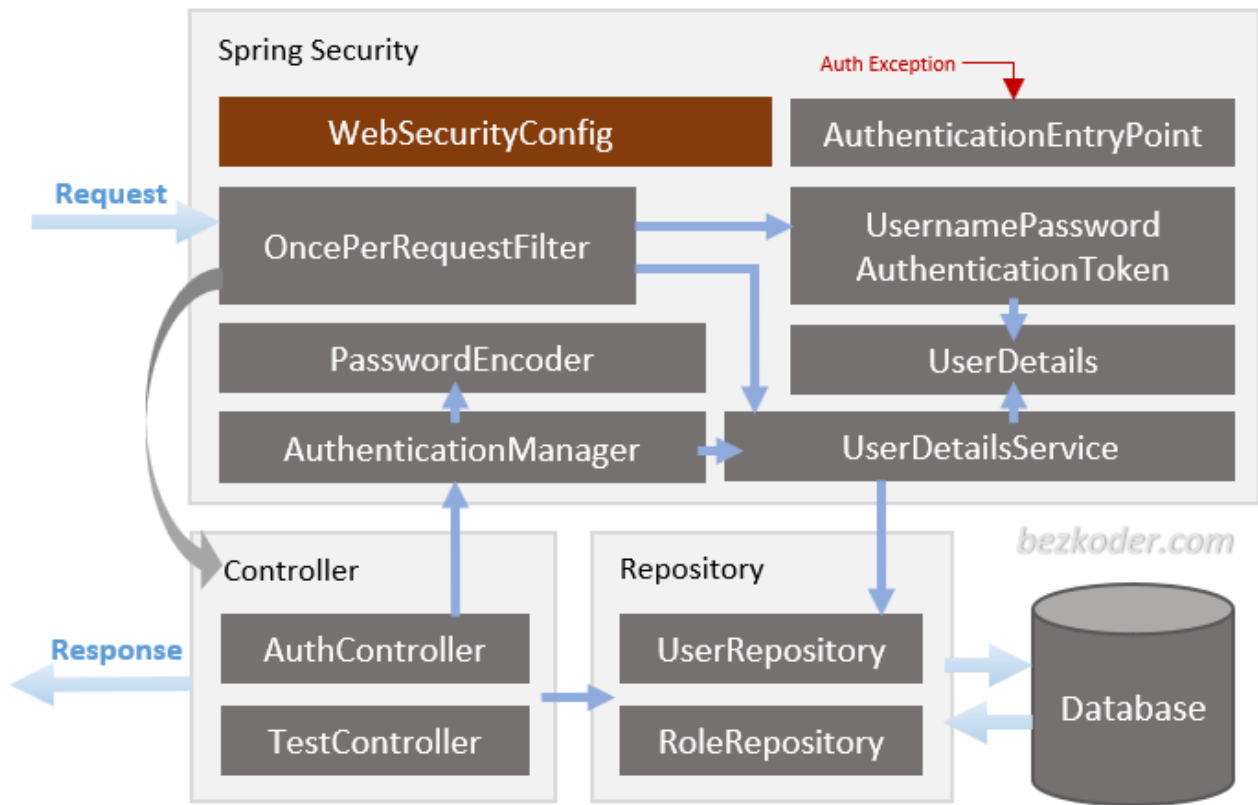 Spring Security
Auth Exception
WebSecurityConfig
AuthenticationEntryPoint
Request
OncePerRequestFilter
UsernamePassword
AuthenticationToken
PasswordEncoder
UserDetails
AuthenticationManager
UserDetailsService
bezkoder.com
Controller
Repository
Response
AuthController
UserRepository
Database
TestController
RoleRepository